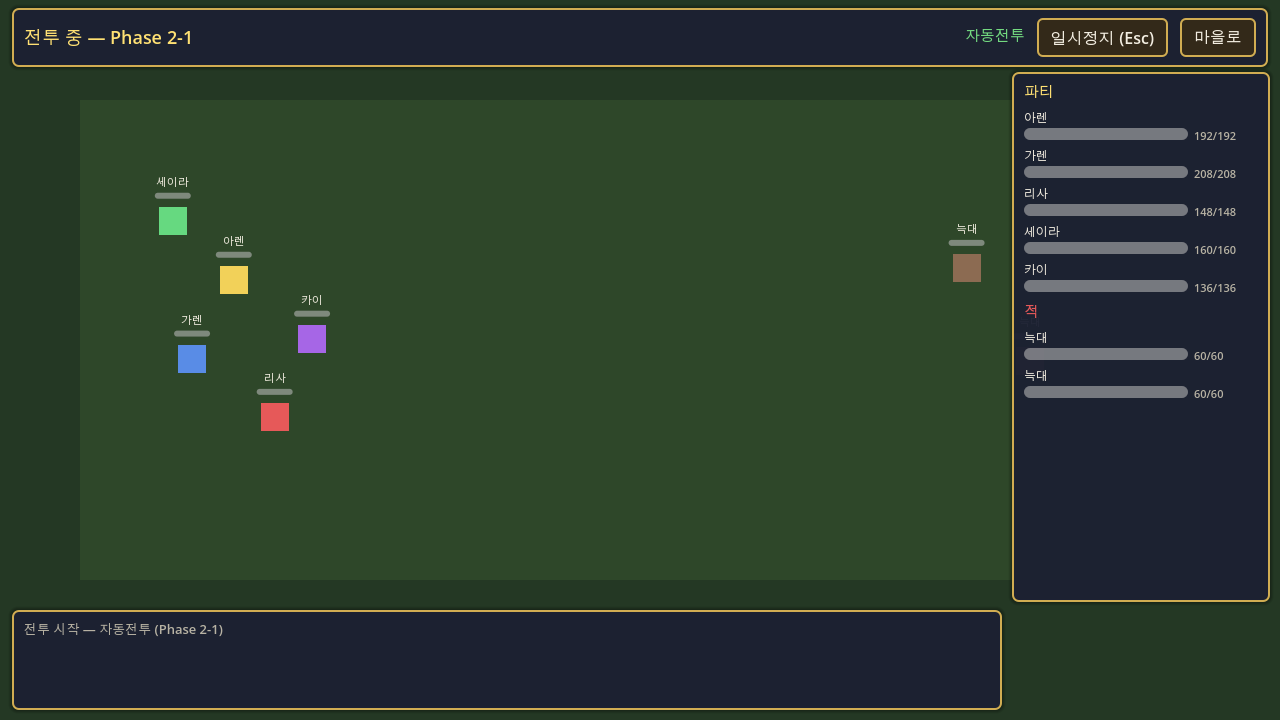 전투 중 — Phase 2-1
자동전투
일시정지 (Esc)
마을로
파티
아렌
192/192
가렌
208/208
리사
148/148
세이라
160/160
카이
136/136
적
늑대
60/60
늑대
60/60
세이라
아렌
카이
가렌
리사
늑대
전투 시작 — 자동전투 (Phase 2-1)